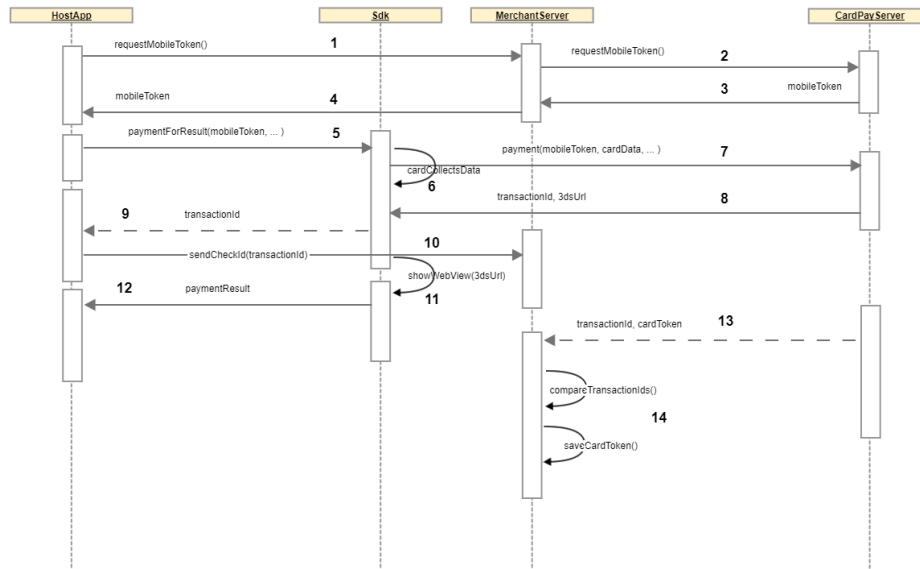 HostApp
Sdk
MerchantServer
CardPayServer
requestMobileToken()
1
requestMobileToken()
2
3
mobileToken
mobileToken
4
paymentForResult(mobileToken, ... )
5
cardCollectsData
6
payment(mobileToken, cardData, ... )
7
transactionId, 3dsUrl
8
9
transactionId
10
sendCheckId(transactionId)
showWebView(3dsUrl)
11
12
paymentResult
transactionId, cardToken
13
compareTransactionIds()
14
saveCardToken()